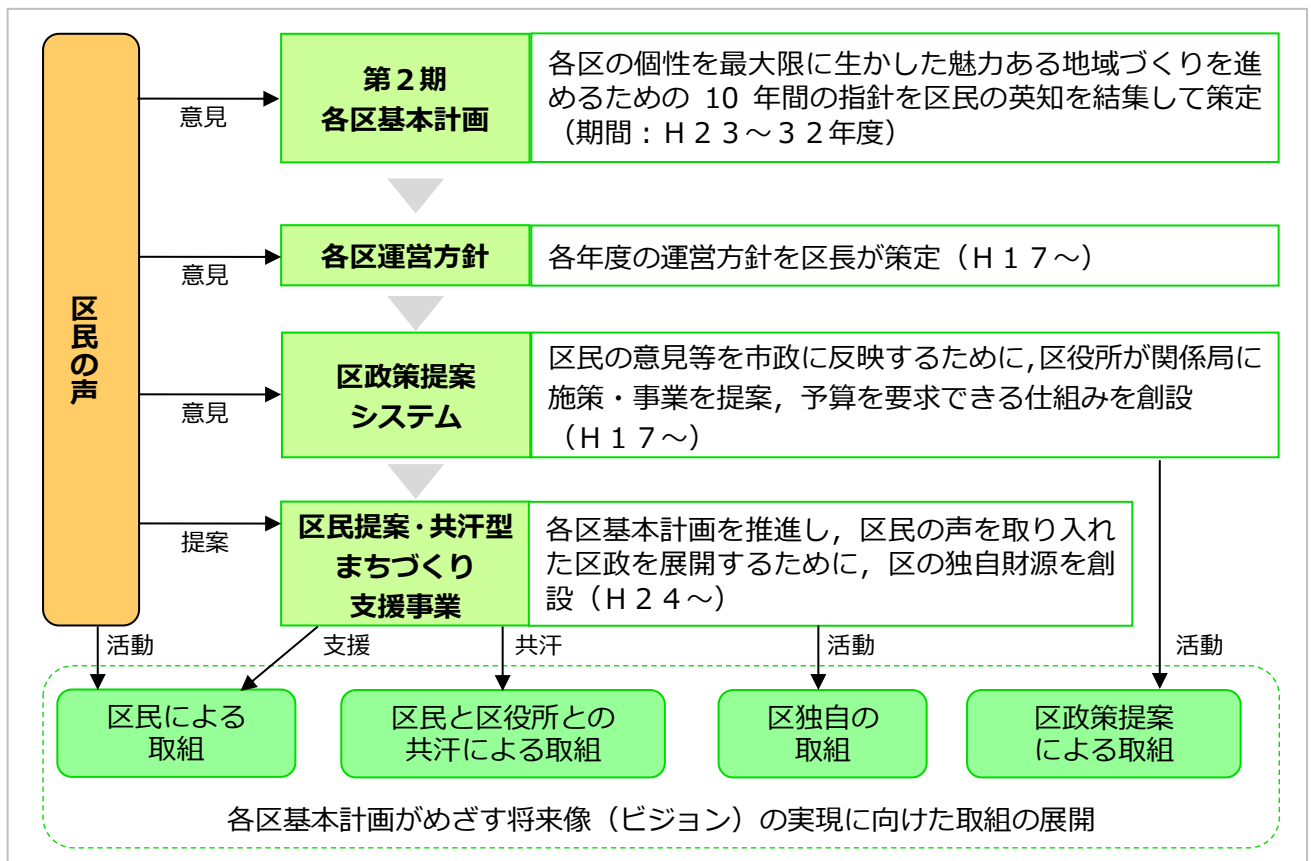 区民の声
意見
第2期
各区基本計画
各区の個性を最大限に生かした魅力ある地域づくりを進
めるための 10 年間の指針を区民の英知を結集して策定
（期間：H23～32年度）
意見
各区運営方針
各年度の運営方針を区長が策定（H17～）
意見
区政策提案
システム
区民の意見等を市政に反映するために，区役所が関係局に
施策・事業を提案，予算を要求できる仕組みを創設
（H17～）
提案
区民提案・共汗型
まちづくり
支援事業
各区基本計画を推進し，区民の声を取り入れ
た区政を展開するために，区の独自財源を創
設（H24～）
活動
支援
共汗
活動
活動
区民による
取組
区民と区役所との
共汗による取組
区独自の
取組
区政策提案
による取組
各区基本計画がめざす将来像（ビジョン）の実現に向けた取組の展開